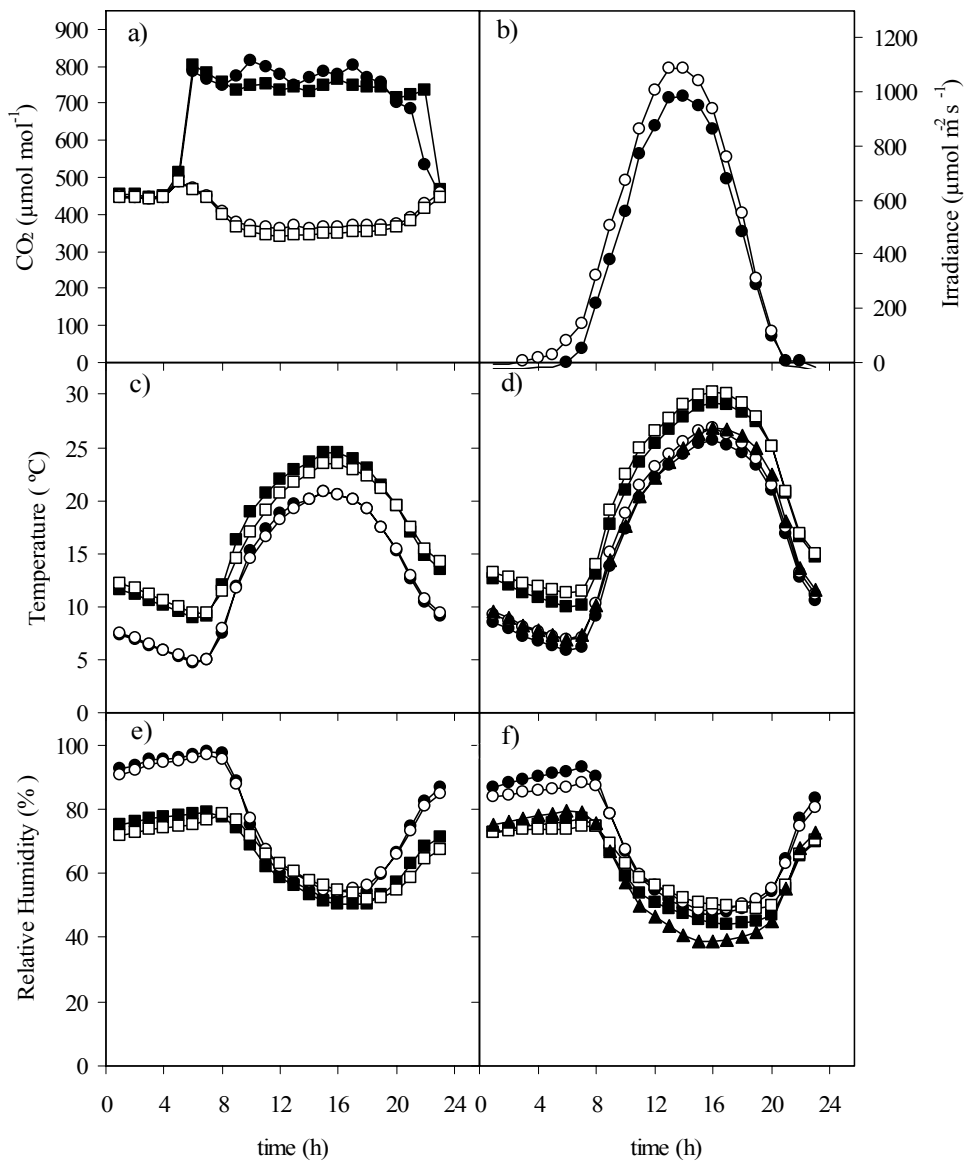 a)
900
800
700
600
500
400
300
200
100
0
CO₂ (µmol mol⁻¹)
b)
1200
1000
800
600
400
200
0
Irradiance (µmol m⁻² s⁻¹)
c)
30
25
20
15
10
5
0
Temperature ( ºC)
d)
e)
100
80
60
40
20
0
Relative Humidity (% )
f)
0 4 8 12 16 20 24
0 4 8 12 16 20 24
time (h)
time (h)